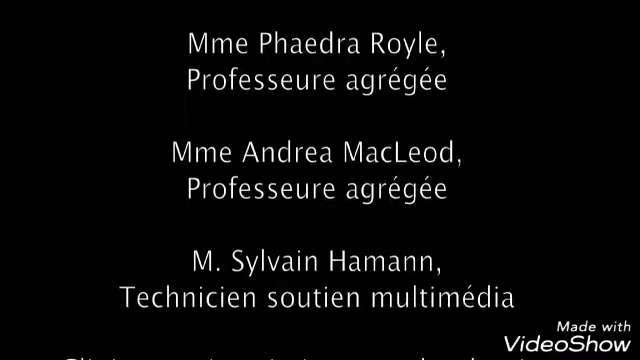 Mme Phaedra Royle,
Professeure agrégée
Mme Andrea MacLeod,
Professeure agrégée
M. Sylvain Hamann,
Technicien soutien multimédia
Made with
VideoShow